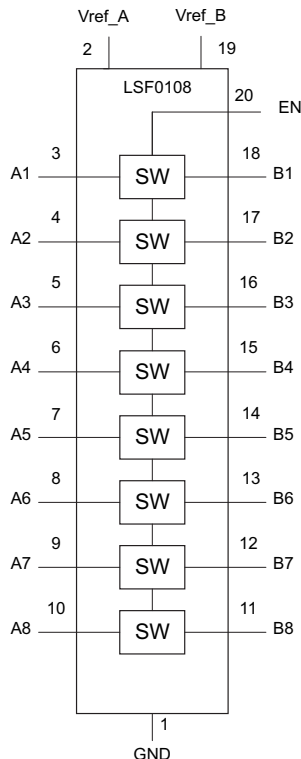 Vref_A Vref_B
2 19
LSF0108
20 EN
3 18
A1 SW B1
4 17
A2 SW B2
5 16
A3 SW B3
6 15
A4 SW B4
7 14
A5 SW B5
8 13
A6 SW B6
9 12
A7 SW B7
10 11
A8 SW B8
1
GND